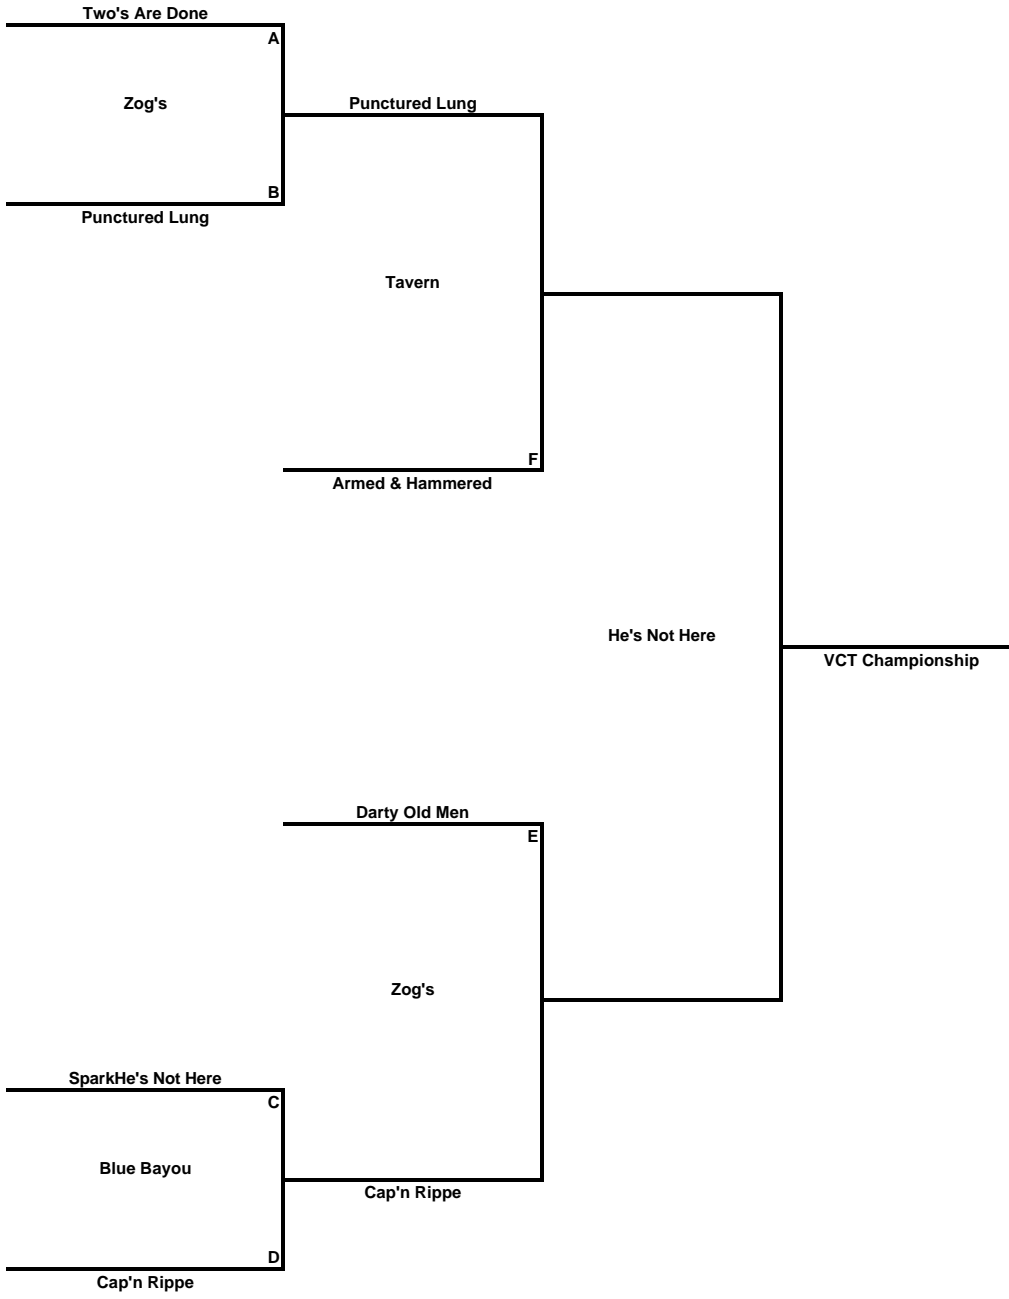 Two's Are Done
A
Zog's
Punctured Lung
B
Punctured Lung
Tavern
F
Armed & Hammered
He's Not Here
VCT Championship
Darty Old Men
E
Zog's
SparkHe's Not Here
C
Blue Bayou
Cap'n Rippe
D
Cap'n Rippe